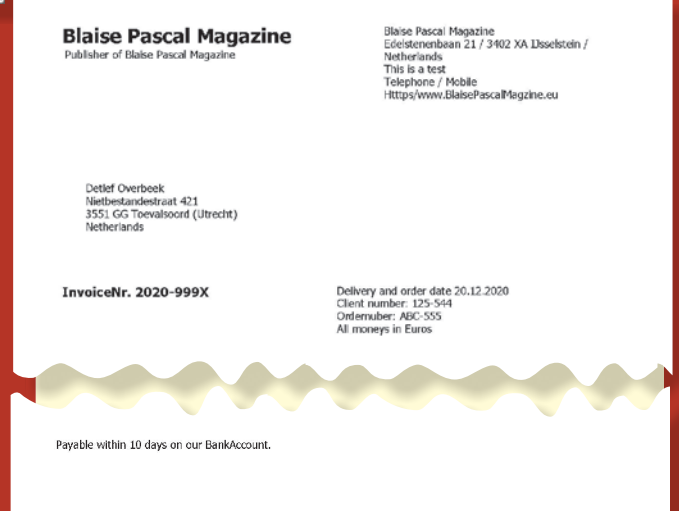 Blaise Pascal Magazine
Publisher of Blaise Pascal Magazine
Blaise Pascal Magazine
Edelstenenbaan 21 / 3402 XA IJsselstein /
Netherlands
This is a test
Telephone / Mobile
Htttps/www.BlaisePascalMagzine.eu
Detlef Overbeek
Nietbestandestraat 421
3551 GG Toevalsoord (Utrecht)
Netherlands
InvoiceNr. 2020-999X
Delivery and order date 20.12.2020
Client number: 125-544
Ordernuber: ABC-555
All moneys in Euros
Payable within 10 days on our BankAccount.